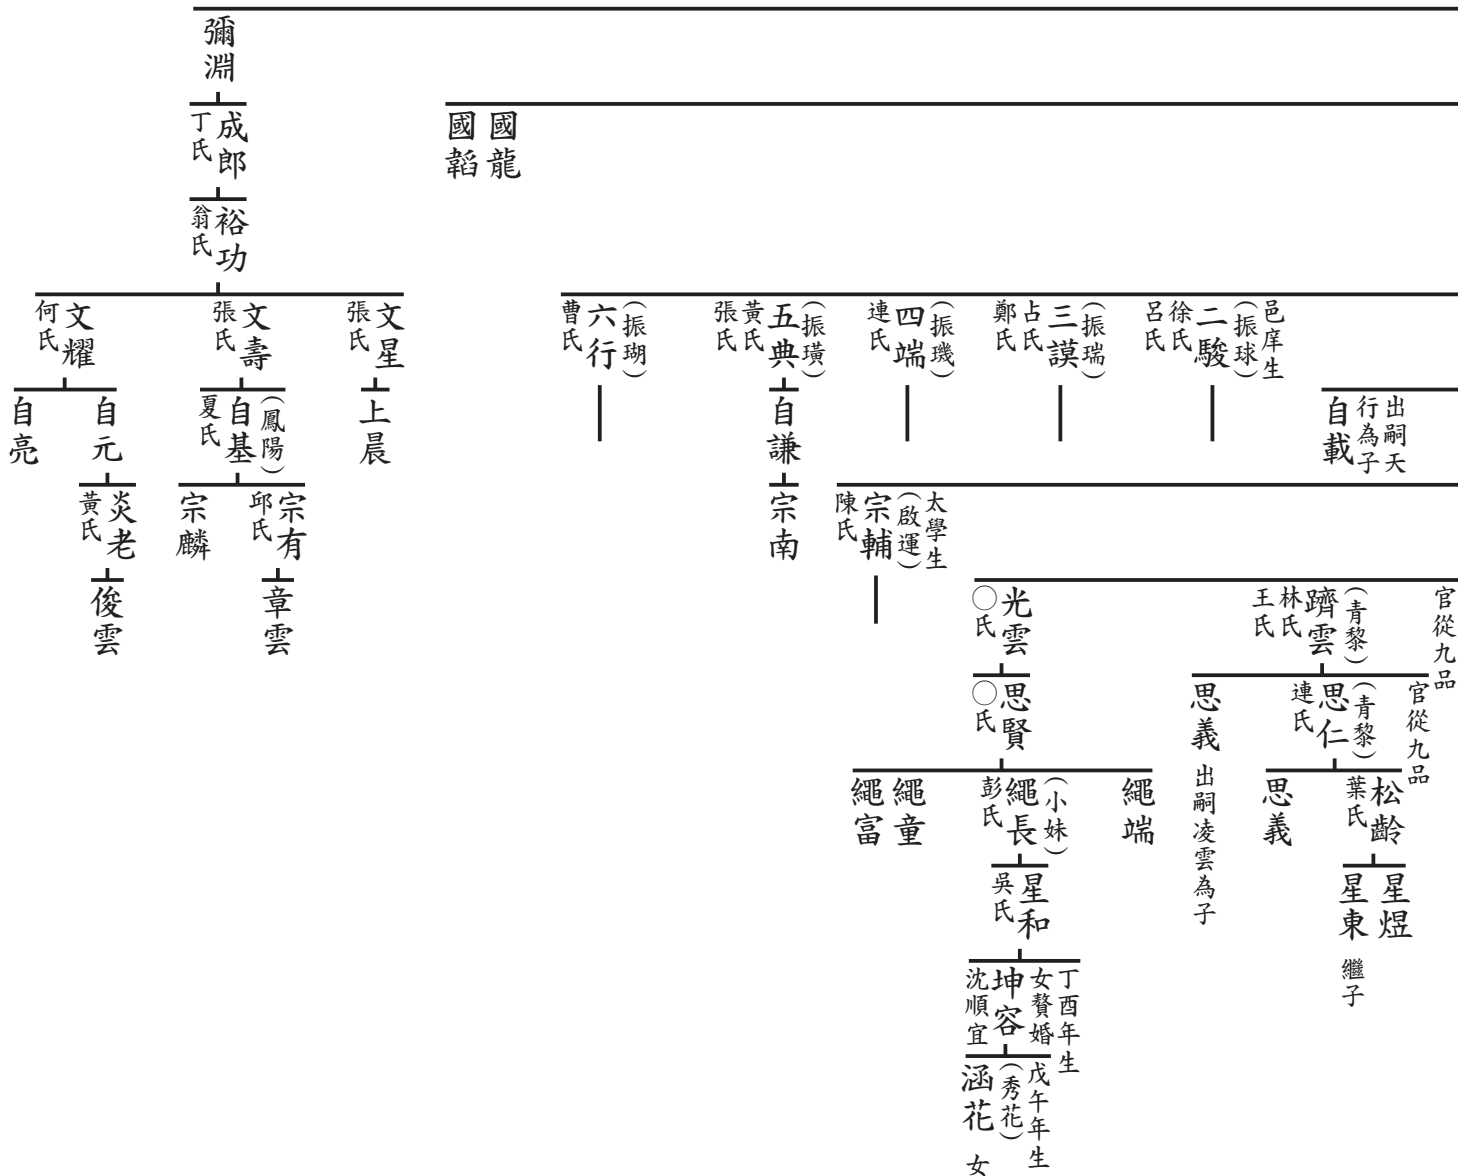 彌淵
國龍
國韜
成郎
丁氏
裕功
翁氏
邑庠生
(振球)
二駿
徐氏
呂氏
(振瑞)
三謨
占氏
鄭氏
(振璣)
四端
連氏
(振璜)
五典
黃氏
張氏
(振瑚)
六行
曹氏
文星
張氏
文壽
張氏
文耀
何氏
出嗣天
行為子
自載
自謙
上晨
(鳳陽)
自基
夏氏
自元
自亮
太學生
(啟運)
宗輔
陳氏
宗南
宗有
邱氏
宗麟
炎老
黃氏
官從九品
(青黎)
躋雲
林氏
王氏
光雲
○氏
章雲
俊雲
官從九品
(青黎)
思仁
連氏
思義 出嗣凌雲為子
思賢
○氏
松齡
葉氏
思義
繩端
(小妹)
繩長
彭氏
繩童
繩富
星煜
星東 繼子
星和
吳氏
丁酉年生
女贅婚
坤容
沈順宜
戊午年生
(秀花)
涵花 女